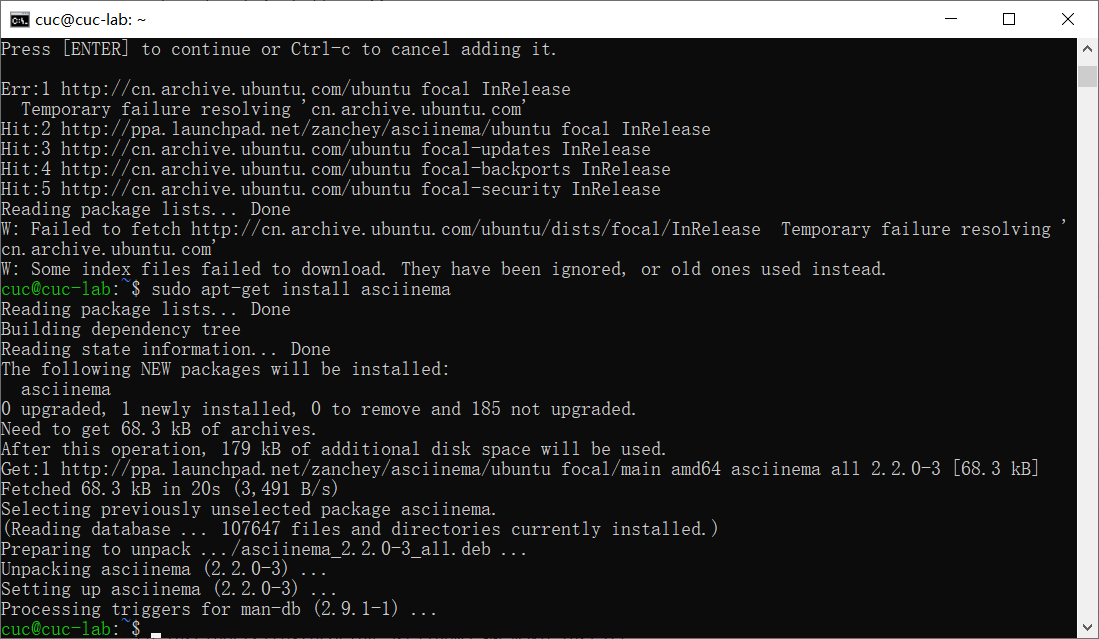 cuc@cuc-lab: ~
Press [ENTER] to continue or Ctrl-c to cancel adding it.
Err:1 http://cn.archive.ubuntu.com/ubuntu focal InRelease
  Temporary failure resolving 'cn.archive.ubuntu.com'
Hit:2 http://ppa.launchpad.net/zanchey/asciinema/ubuntu focal InRelease
Hit:3 http://cn.archive.ubuntu.com/ubuntu focal-updates InRelease
Hit:4 http://cn.archive.ubuntu.com/ubuntu focal-backports InRelease
Hit:5 http://cn.archive.ubuntu.com/ubuntu focal-security InRelease
Reading package lists... Done
W: Failed to fetch http://cn.archive.ubuntu.com/ubuntu/dists/focal/InRelease  Temporary failure resolving '
cn.archive.ubuntu.com'
W: Some index files failed to download. They have been ignored, or old ones used instead.
cuc@cuc-lab:~$ sudo apt-get install asciinema
Reading package lists... Done
Building dependency tree
Reading state information... Done
The following NEW packages will be installed:
  asciinema
0 upgraded, 1 newly installed, 0 to remove and 185 not upgraded.
Need to get 68.3 kB of archives.
After this operation, 179 kB of additional disk space will be used.
Get:1 http://ppa.launchpad.net/zanchey/asciinema/ubuntu focal/main amd64 asciinema all 2.2.0-3 [68.3 kB]
Fetched 68.3 kB in 20s (3,491 B/s)
Selecting previously unselected package asciinema.
(Reading database ... 107647 files and directories currently installed.)
Preparing to unpack .../asciinema_2.2.0-3_all.deb ...
Unpacking asciinema (2.2.0-3) ...
Setting up asciinema (2.2.0-3) ...
Processing triggers for man-db (2.9.1-1) ...
cuc@cuc-lab:~$